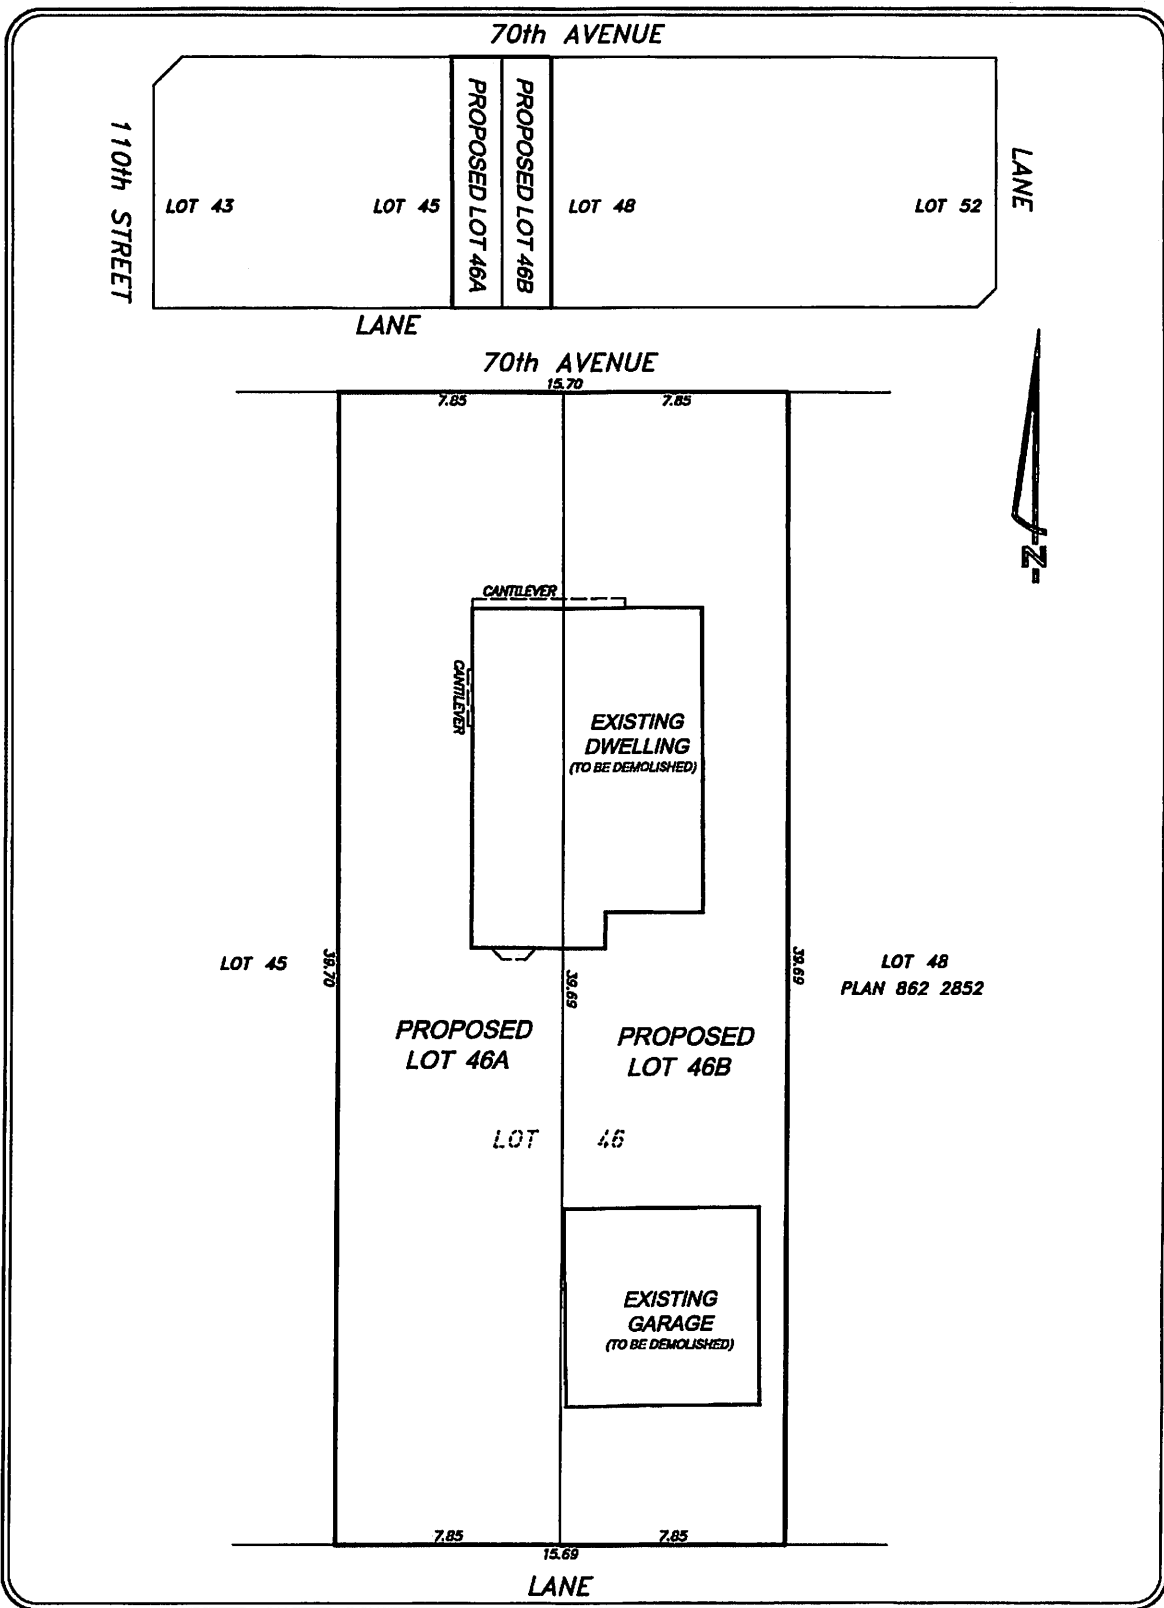 70th AVENUE
110th STREET
LOT 43
LOT 45
PROPOSED LOT 46A
PROPOSED LOT 46B
LOT 48
LOT 52
LANE
LANE
70th AVENUE
15.70
7.85
7.85
-N-
CANTILEVER
CANTILEVER
EXISTING
DWELLING
(TO BE DEMOLISHED)
LOT 45
39.70
39.69
39.69
LOT 48
PLAN 862 2852
PROPOSED
LOT 46A
PROPOSED
LOT 46B
LOT 46
EXISTING
GARAGE
(TO BE DEMOLISHED)
7.85
7.85
15.69
LANE